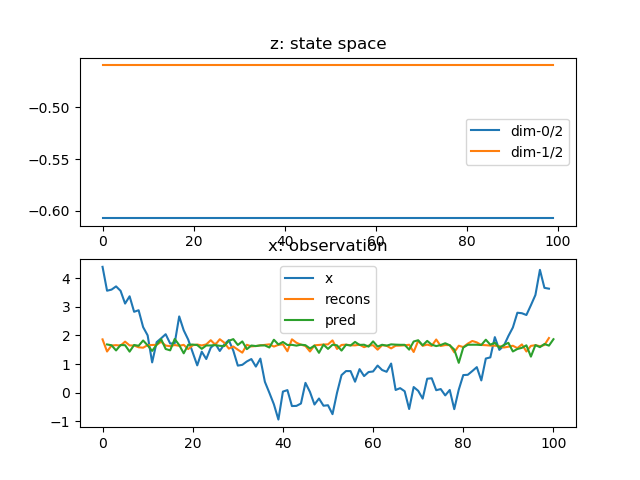 z: state space
−0.50
−0.55
−0.60
dim-0/2
dim-1/2
0 20 40 60 80 100
x: observation
4
3
2
1
0
−1
x
recons
pred
0 20 40 60 80 100